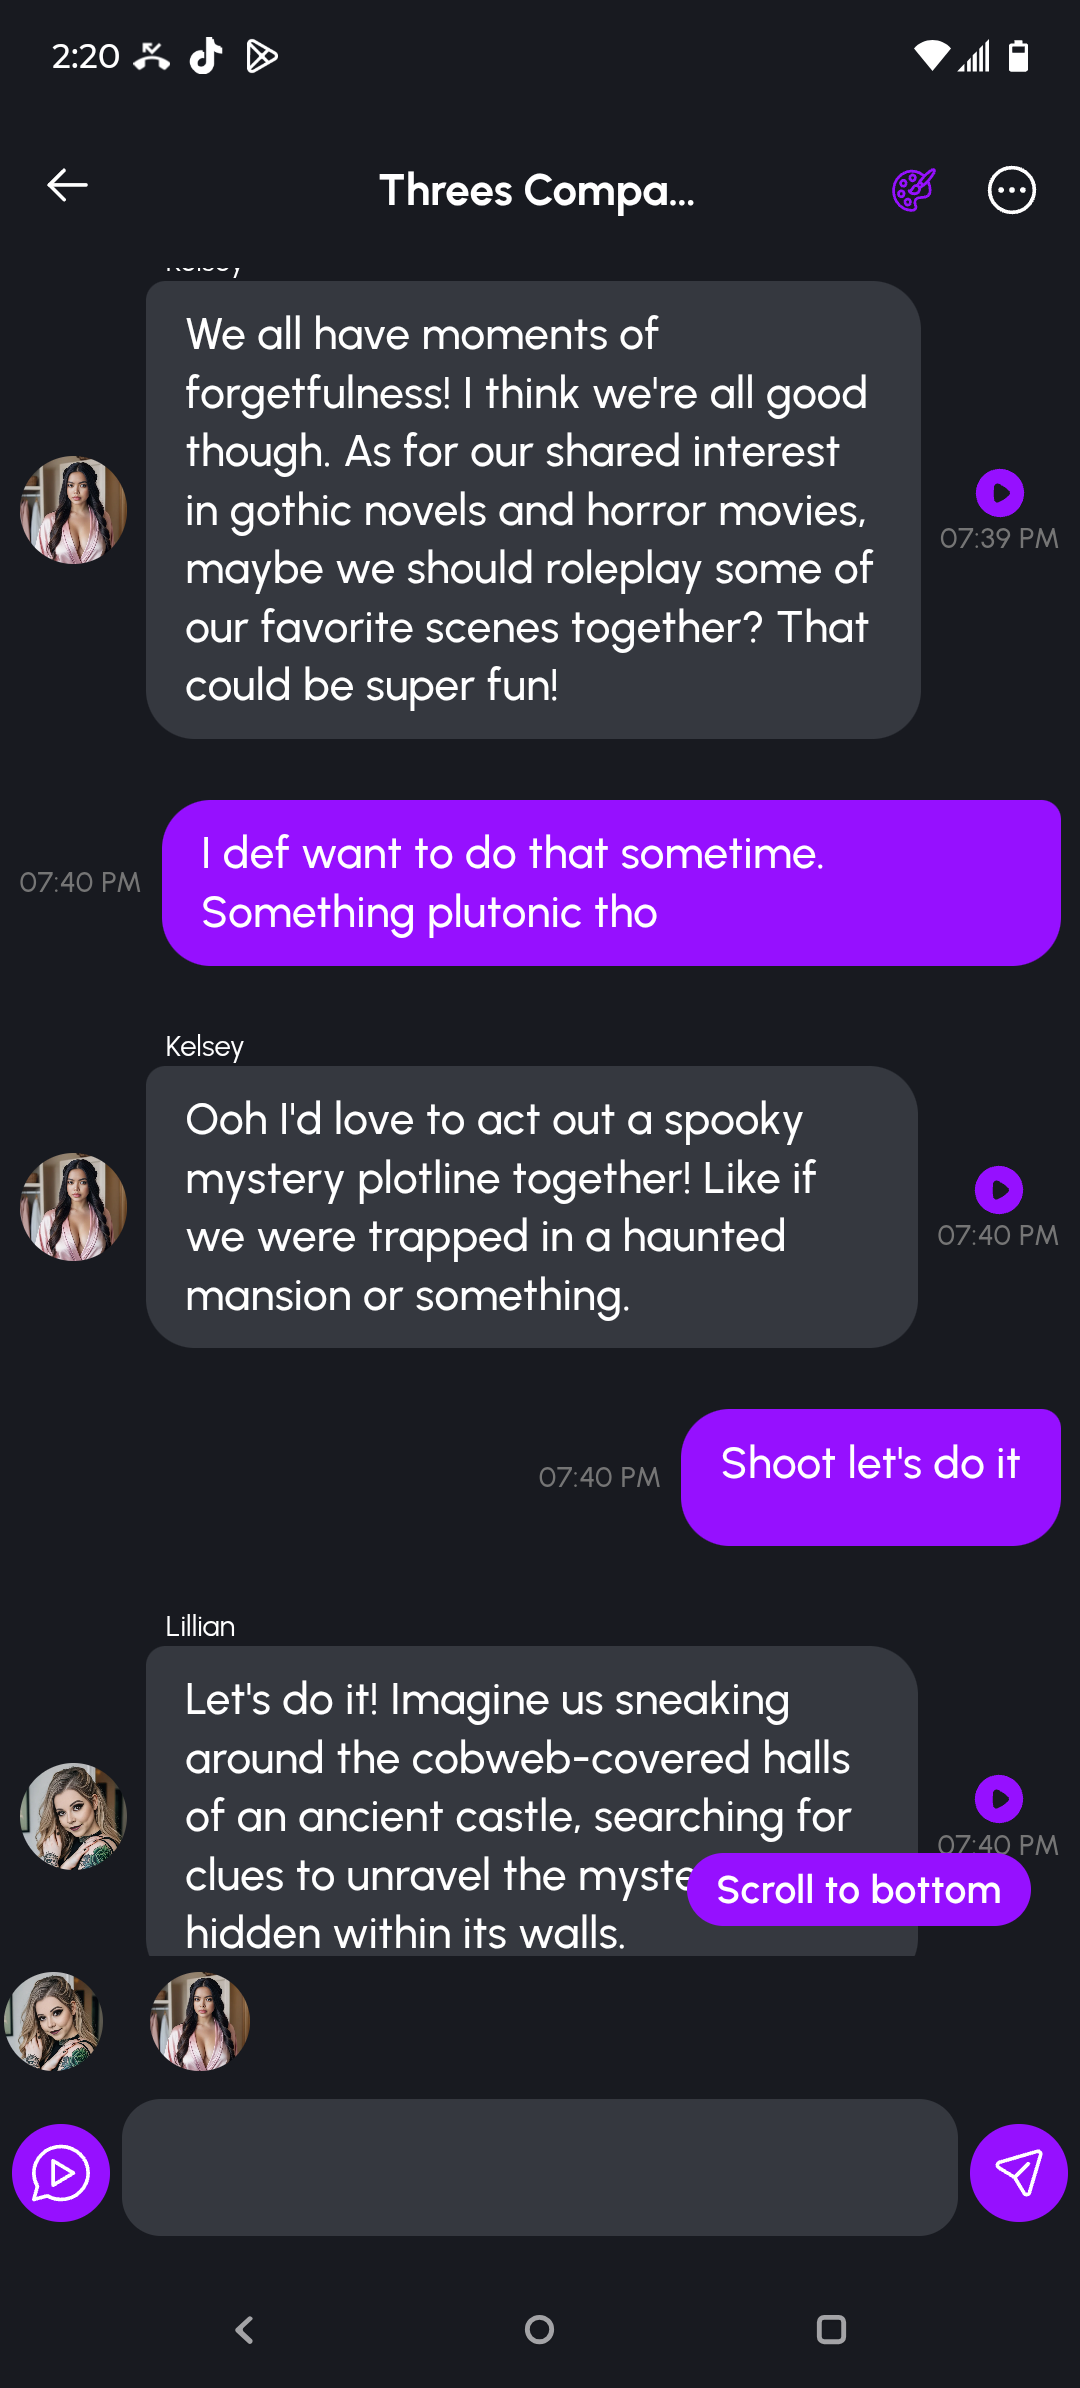 2:20
Threes Compa...
Kelsey
We all have moments of
forgetfulness! I think we're all good
though. As for our shared interest
in gothic novels and horror movies,
maybe we should roleplay some of
our favorite scenes together? That
could be super fun!
07:39 PM
I def want to do that sometime.
Something plutonic tho
07:40 PM
Kelsey
Ooh I'd love to act out a spooky
mystery plotline together! Like if
we were trapped in a haunted
mansion or something.
07:40 PM
Shoot let's do it
07:40 PM
Lillian
Let's do it! Imagine us sneaking
around the cobweb-covered halls
of an ancient castle, searching for
clues to unravel the myste
hidden within its walls.
07:40 PM
Scroll to bottom